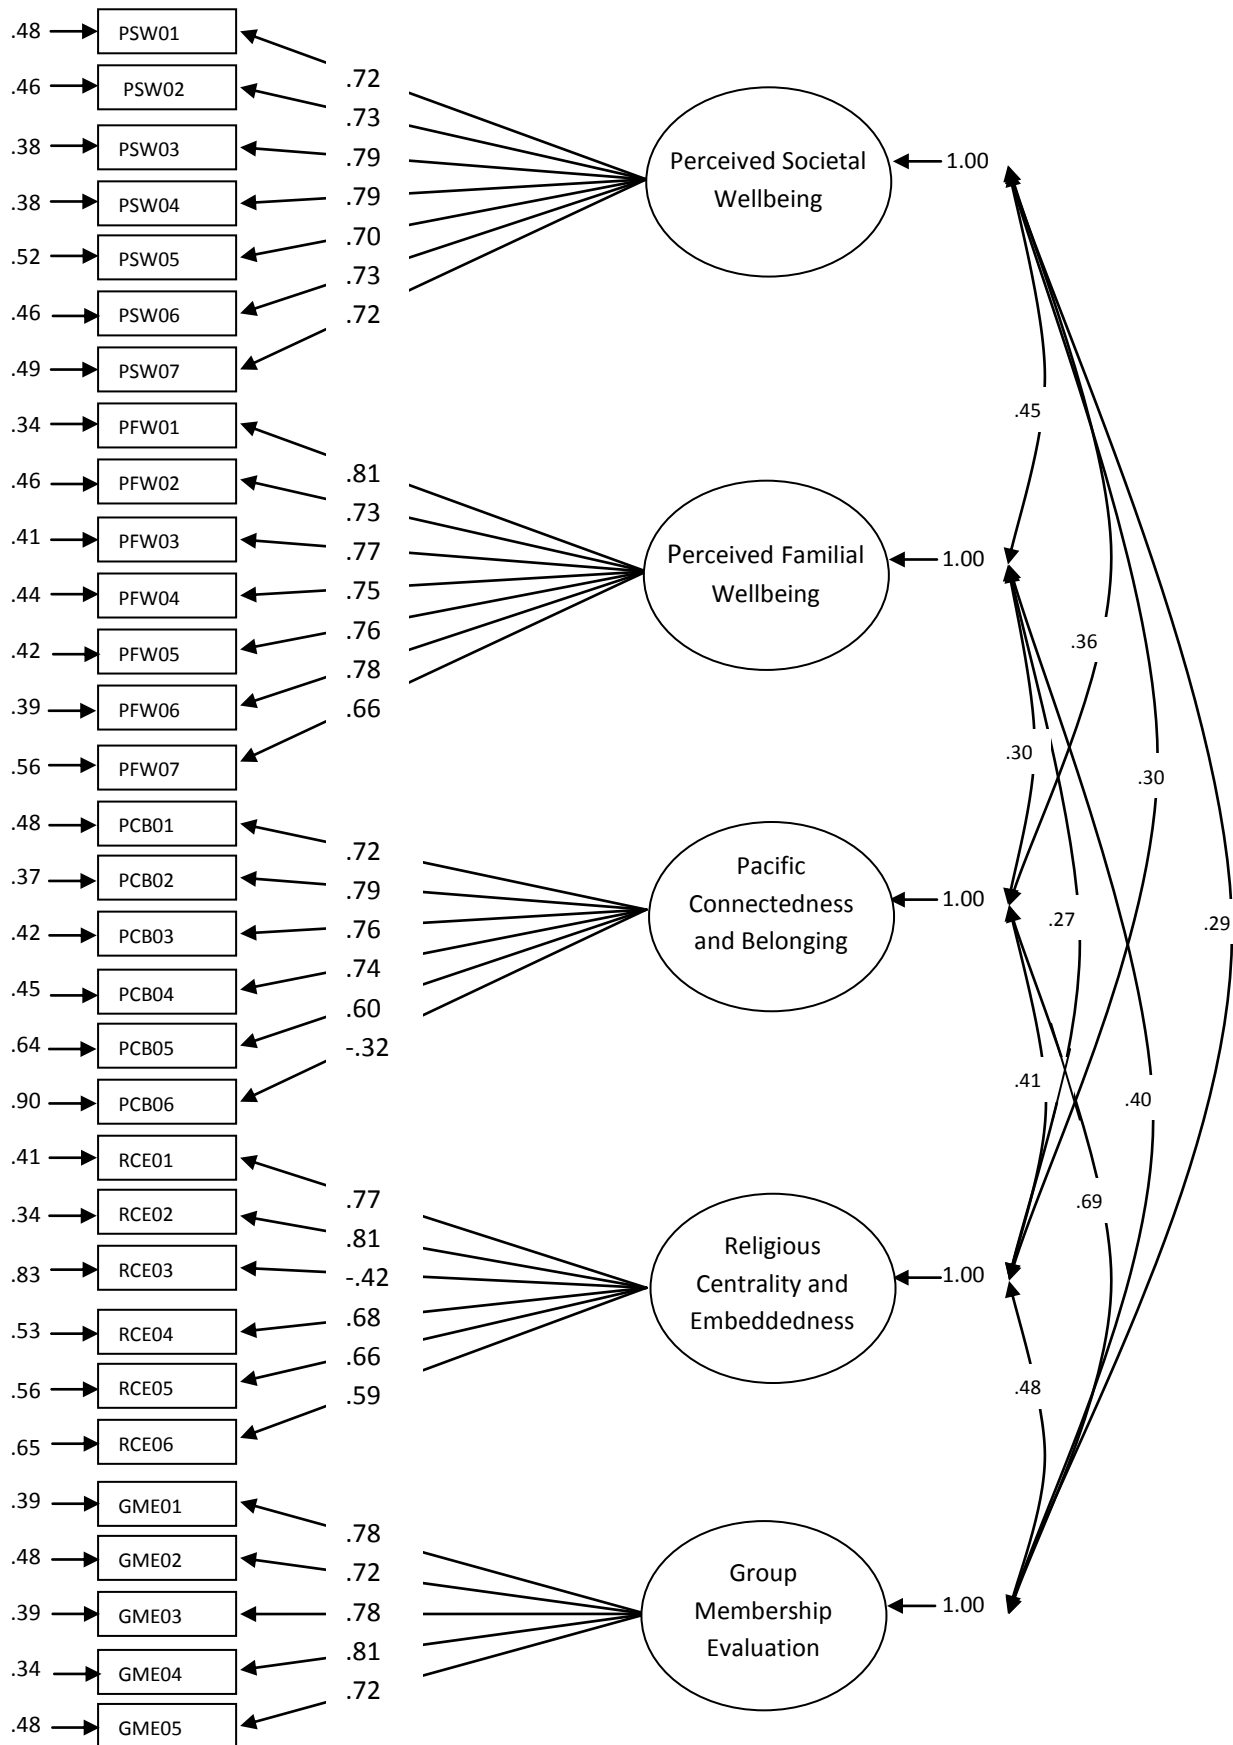 .48 PSW01
.72
.46 PSW02
.73
.38 PSW03
.79
Perceived Societal
Wellbeing
1.00
.38 PSW04
.79
.52 PSW05
.70
.46 PSW06
.73
.49 PSW07
.72
.34 PFW01
.45
.81
.46 PFW02
.73
.41 PFW03
.77
Perceived Familial
Wellbeing
1.00
.44 PFW04
.75
.42 PFW05
.76
.39 PFW06
.78
.56 PFW07
.66
.36
.30
.30
.48 PCB01
.72
.37 PCB02
.79
Pacific
Connectedness
and Belonging
1.00
.42 PCB03
.76
.27
.29
.45 PCB04
.74
.64 PCB05
.60
.90 PCB06
-.32
.41
.40
.41 RCE01
.77
.34 RCE02
.81
.69
.83 RCE03
-.42
Religious
Centrality and
Embeddedness
1.00
.53 RCE04
.68
.56 RCE05
.66
.65 RCE06
.59
.48
.39 GME01
.78
.48 GME02
.72
Group
Membership
Evaluation
1.00
.39 GME03
.78
.34 GME04
.81
.48 GME05
.72